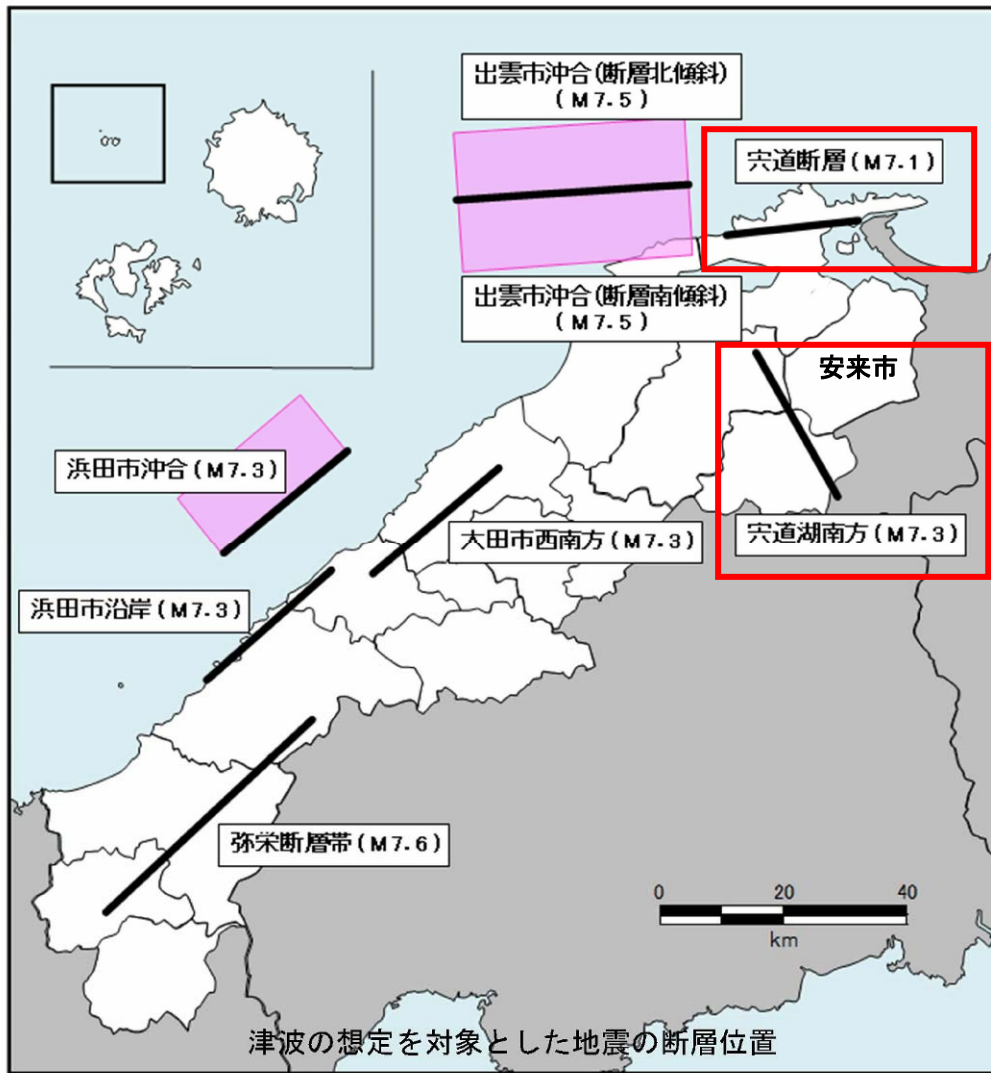 出雲市沖合(断層北傾斜)
(M7.5)
宍道断層(M7.1)
出雲市沖合(断層南傾斜)
(M7.5)
安来市
浜田市沖合(M7.3)
大田市西南方(M7.3)
宍道湖南方(M7.3)
浜田市沿岸(M7.3)
弥栄断層帯(M7.6)
0 20 40
km
津波の想定を対象とした地震の断層位置